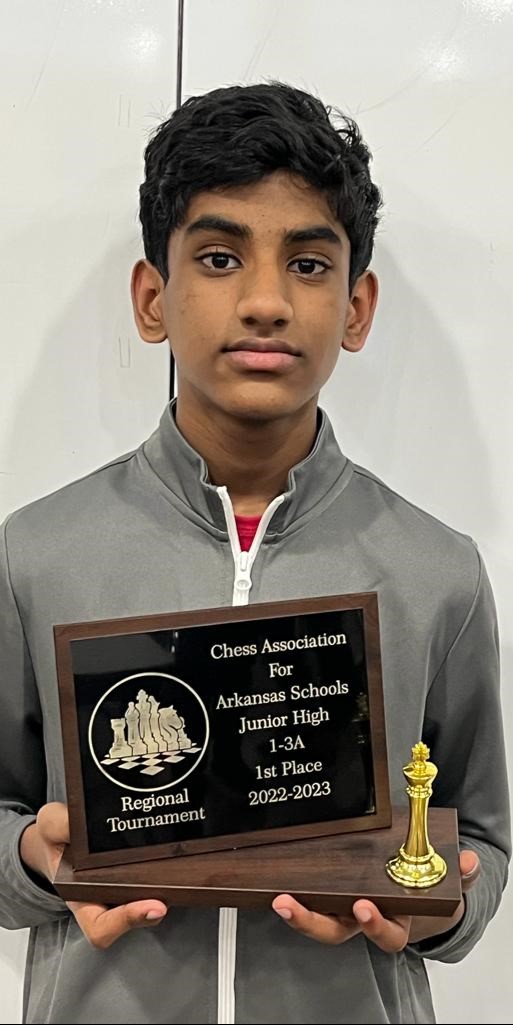 Chess Association
For
Arkansas Schools
Junior High
1-3A
1st Place
2022-2023
Regional
Tournament